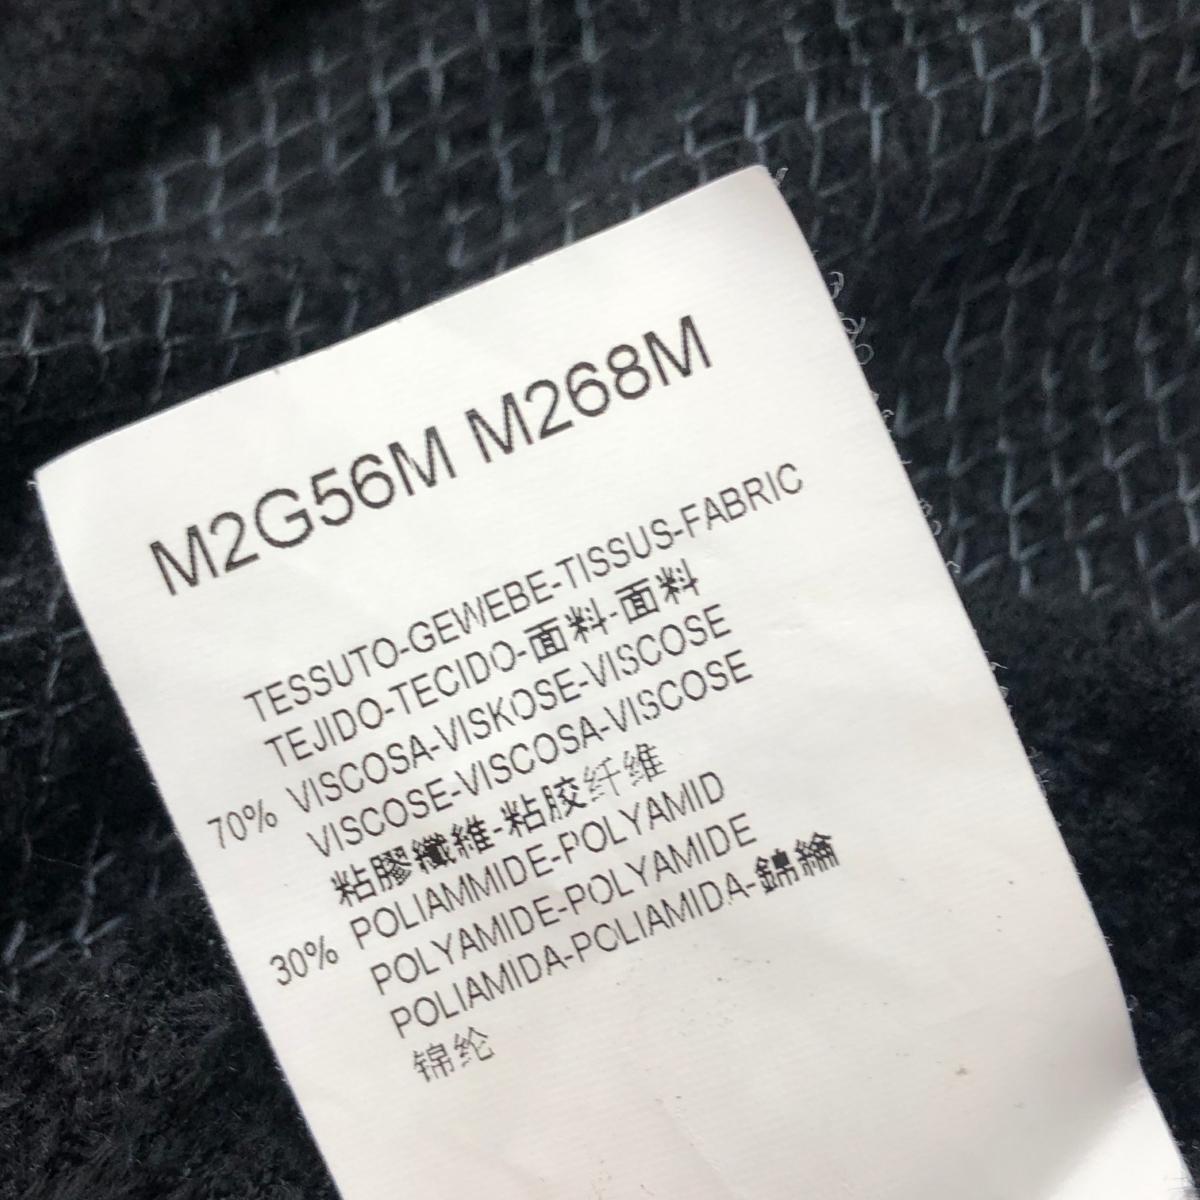 M2G56M M268M
TESSUTO-GEWEBE-TISSUS-FABRIC
TEJIDO-TECIDO-面料-面料
70% VISCOSA-VISKOSE-VISCOSE
VISCOSE-VISCOSA-VISCOSE
粘膠纖維-粘胶纤维
30% POLIAMMIDE-POLYAMID
POLYAMIDE-POLYAMIDE
POLIAMIDA-POLIAMIDA-錦綸
锦纶